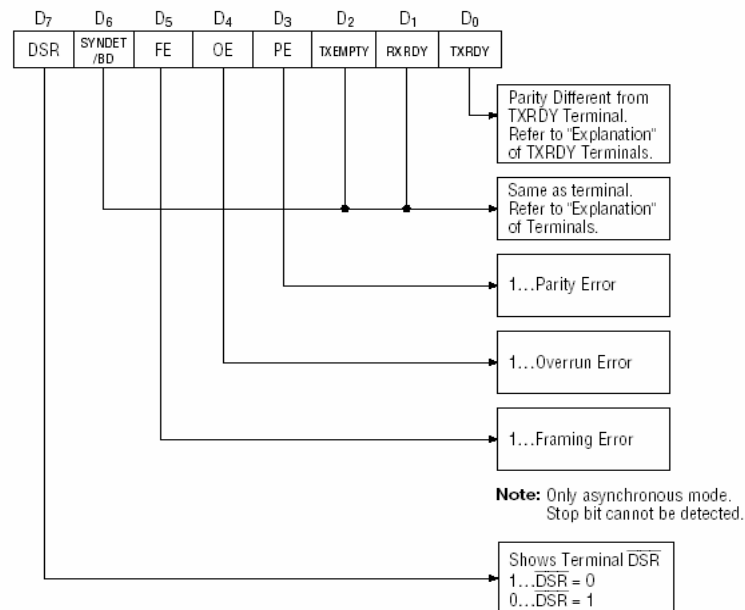 D7 D6 D5 D4 D3 D2 D1 D0
DSR SYNDET /BD FE OE PE TXEMPTY RXRDY TXRDY
Parity Different from
TXRDY Terminal.
Refer to "Explanation"
of TXRDY Terminals.
Same as terminal.
Refer to "Explanation"
of Terminals.
1...Parity Error
1...Overrun Error
1...Framing Error
Note: Only asynchronous mode.
Stop bit cannot be detected.
Shows Terminal D̅S̅R̅
1...D̅S̅R̅ = 0
0...D̅S̅R̅ = 1